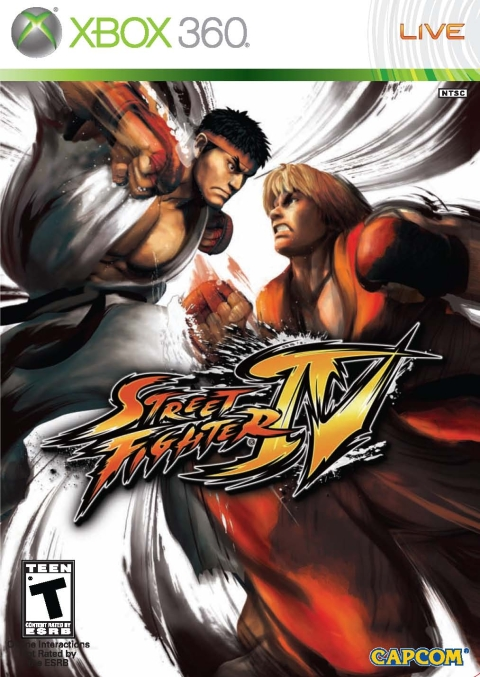 XBOX 360.
LIVE
NTSC
STREET
FIGHTER IV
TEEN
T
CONTENT RATED BY
ESRB
Interactions
Rated by
ESRB
CAPCOM